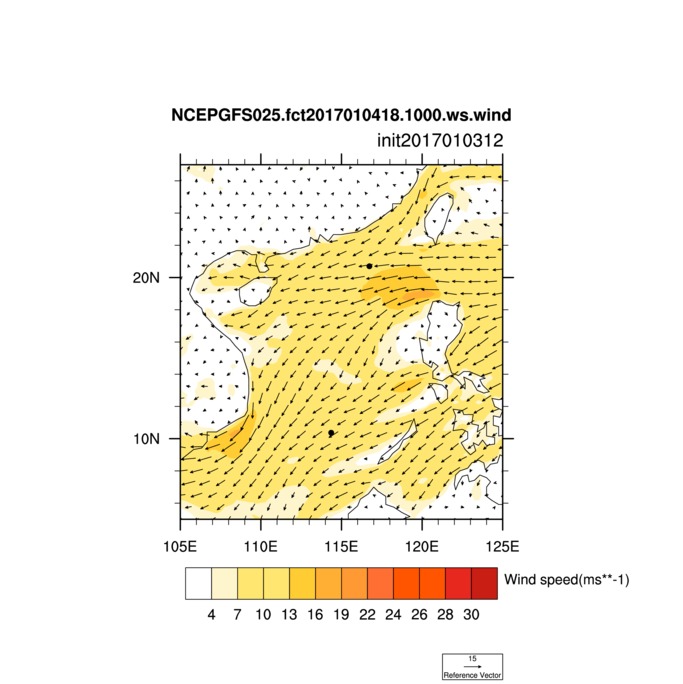 NCEPGFS025.fct2017010418.1000.ws.wind
init2017010312
20N
10N
105E 110E 115E 120E 125E
Wind speed(ms**-1)
4 7 10 13 16 19 22 24 26 28 30
15
Reference Vector